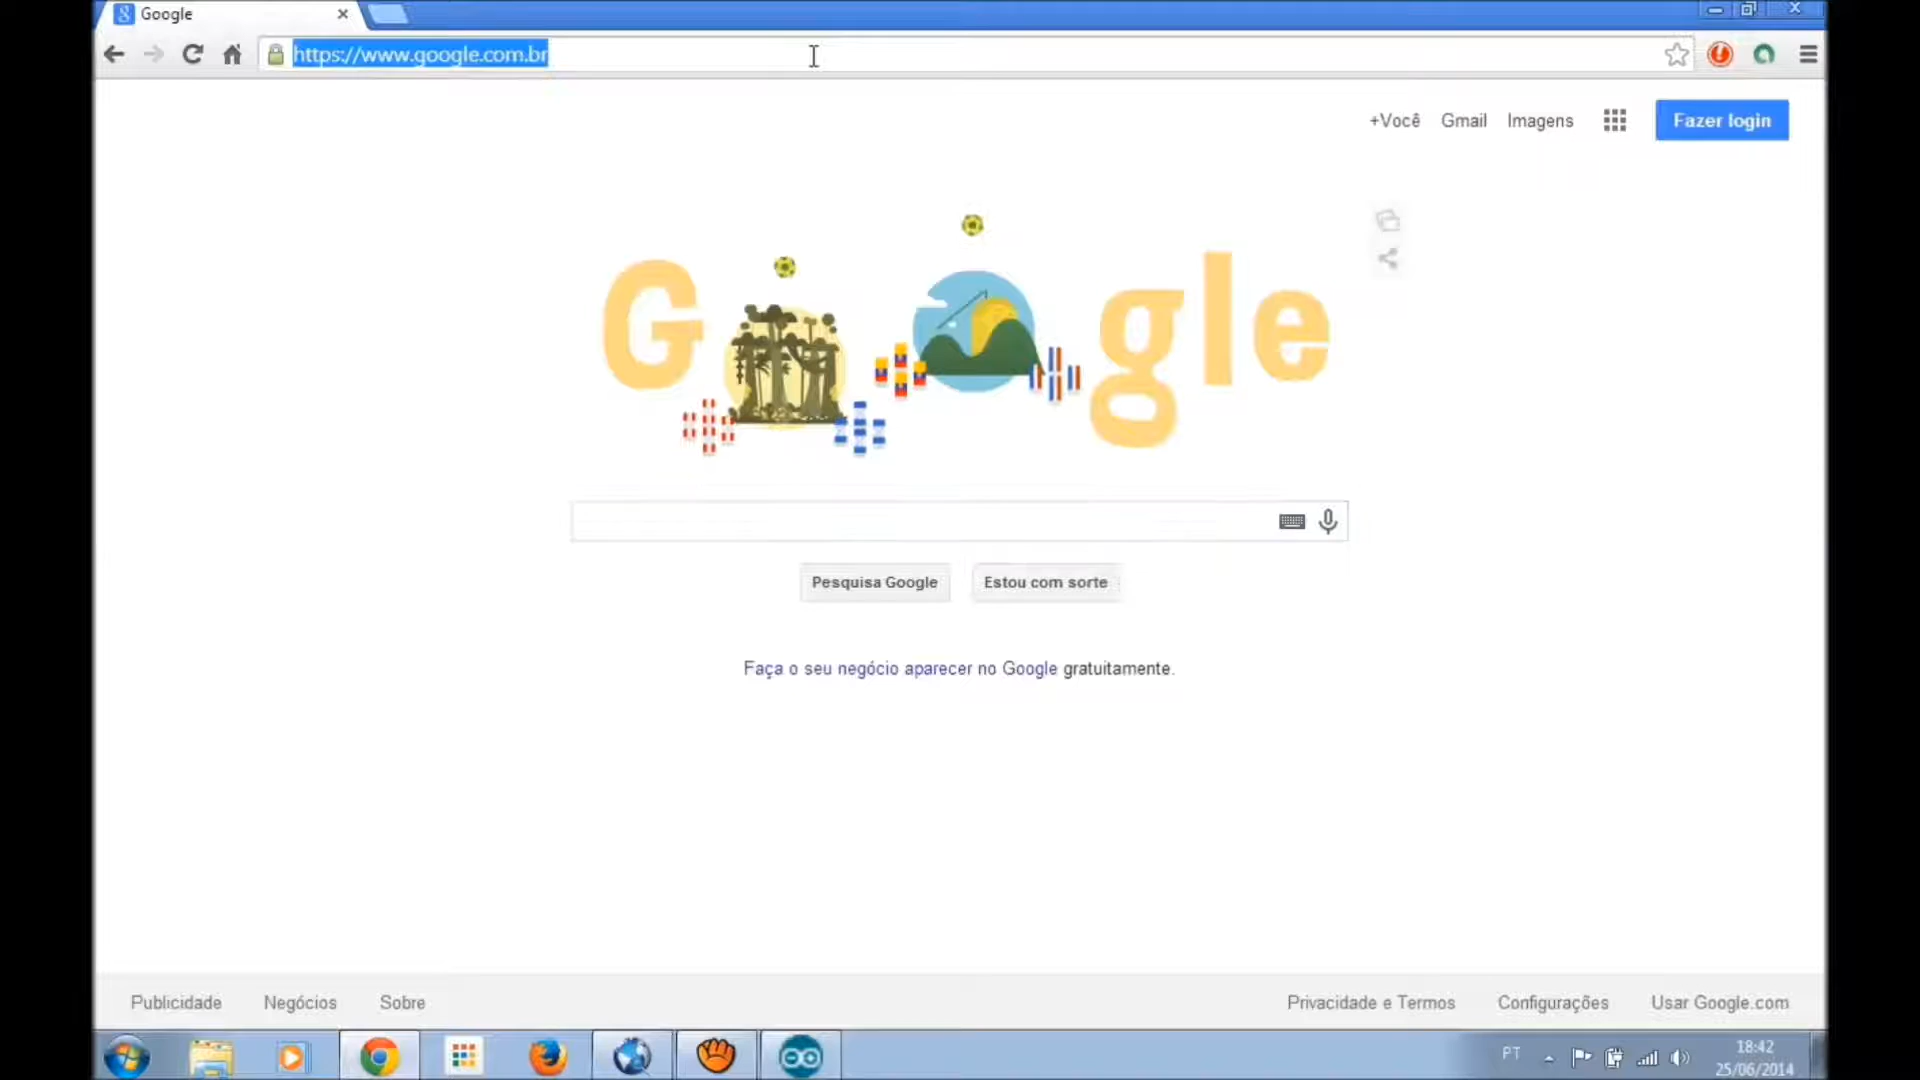 Google
https://www.google.com.br
+Você Gmail Imagens Fazer login
G gle
Pesquisa Google Estou com sorte
Faça o seu negócio aparecer no Google gratuitamente.
Publicidade Negócios Sobre Privacidade e Termos Configurações Usar Google.com
PT 18:42
25/06/2014